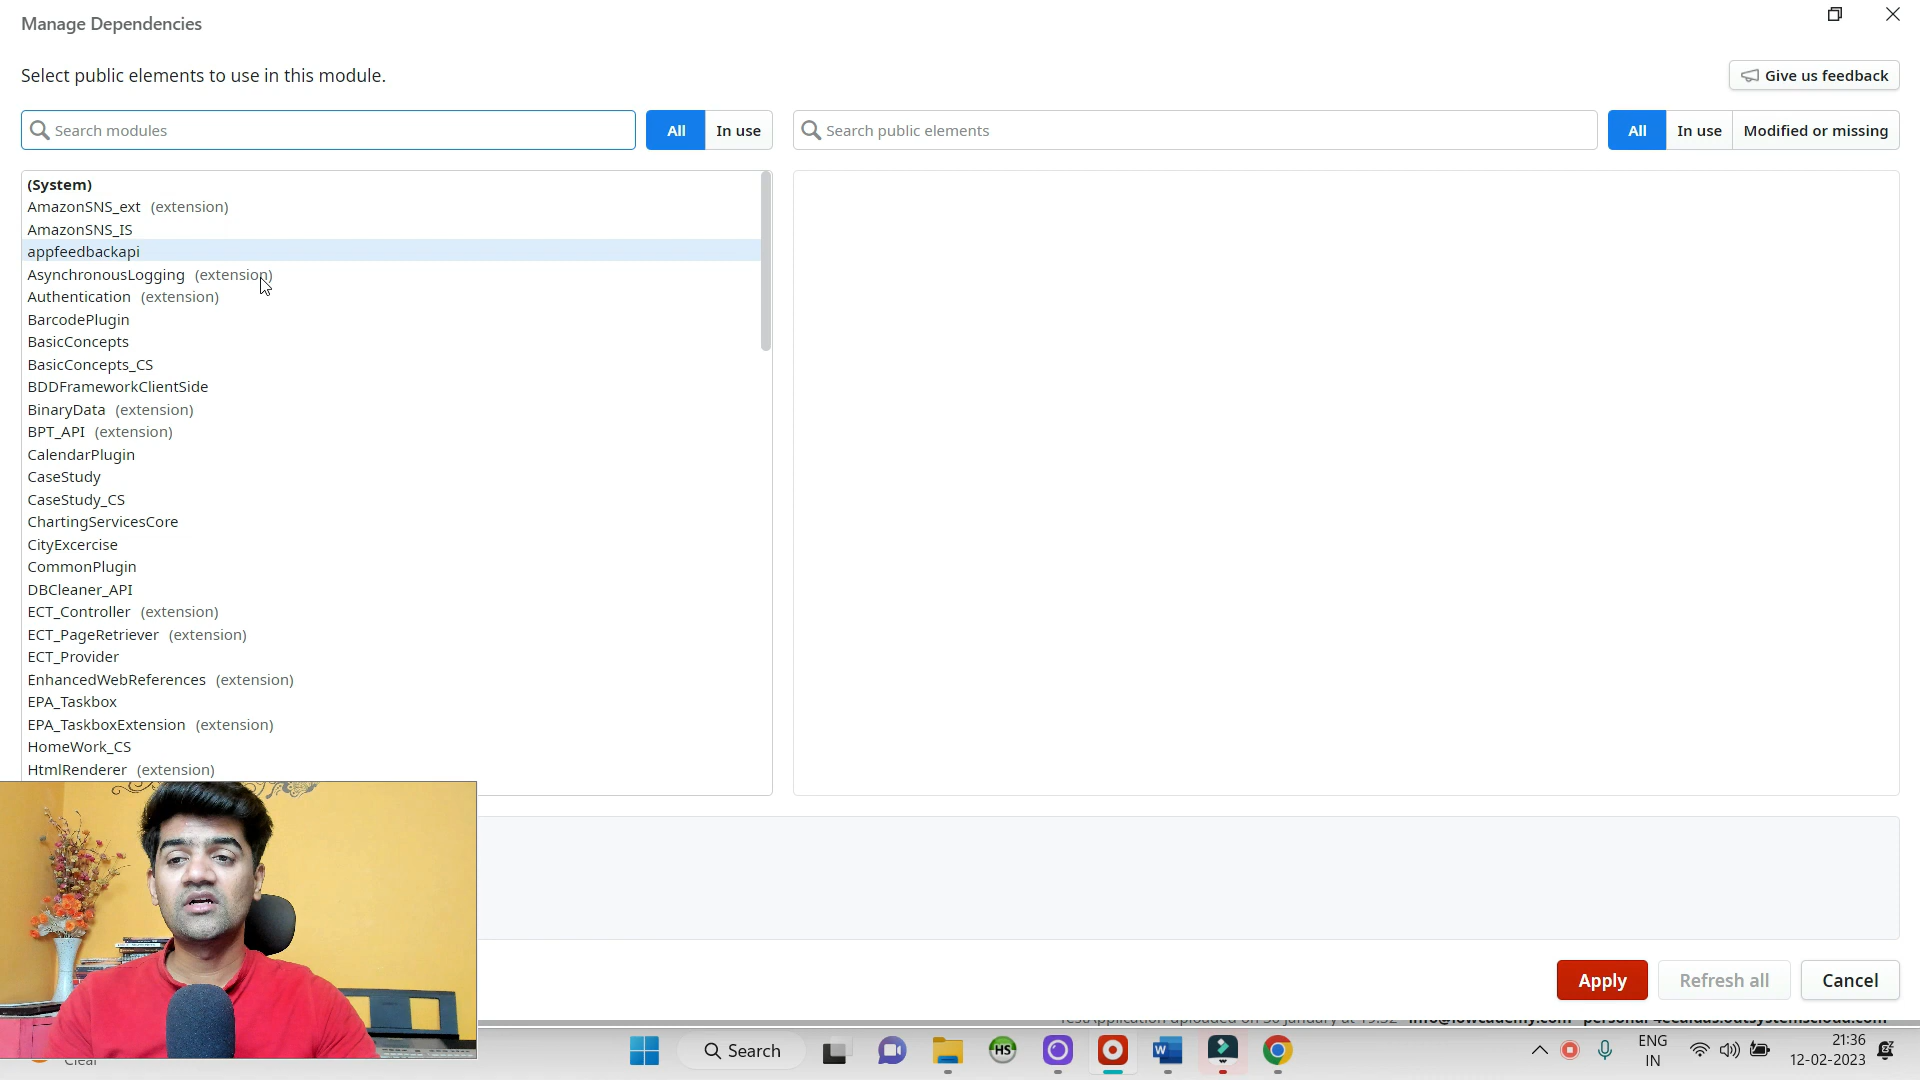 Manage Dependencies
Select public elements to use in this module.
Give us feedback
Search modules
All
In use
Search public elements
All
In use
Modified or missing
(System)
AmazonSNS_ext (extension)
AmazonSNS_IS
appfeedbackapi
AsynchronousLogging (extension)
Authentication (extension)
BarcodePlugin
BasicConcepts
BasicConcepts_CS
BDDFrameworkClientSide
BinaryData (extension)
BPT_API (extension)
CalendarPlugin
CaseStudy
CaseStudy_CS
ChartingServicesCore
CityExcercise
CommonPlugin
DBCleaner_API
ECT_Controller (extension)
ECT_PageRetriever (extension)
ECT_Provider
EnhancedWebReferences (extension)
EPA_Taskbox
EPA_TaskboxExtension (extension)
HomeWork_CS
HtmlRenderer (extension)
Apply
Refresh all
Cancel
Clear
Search
HS
W
ENG
IN
21:36
12-02-2023